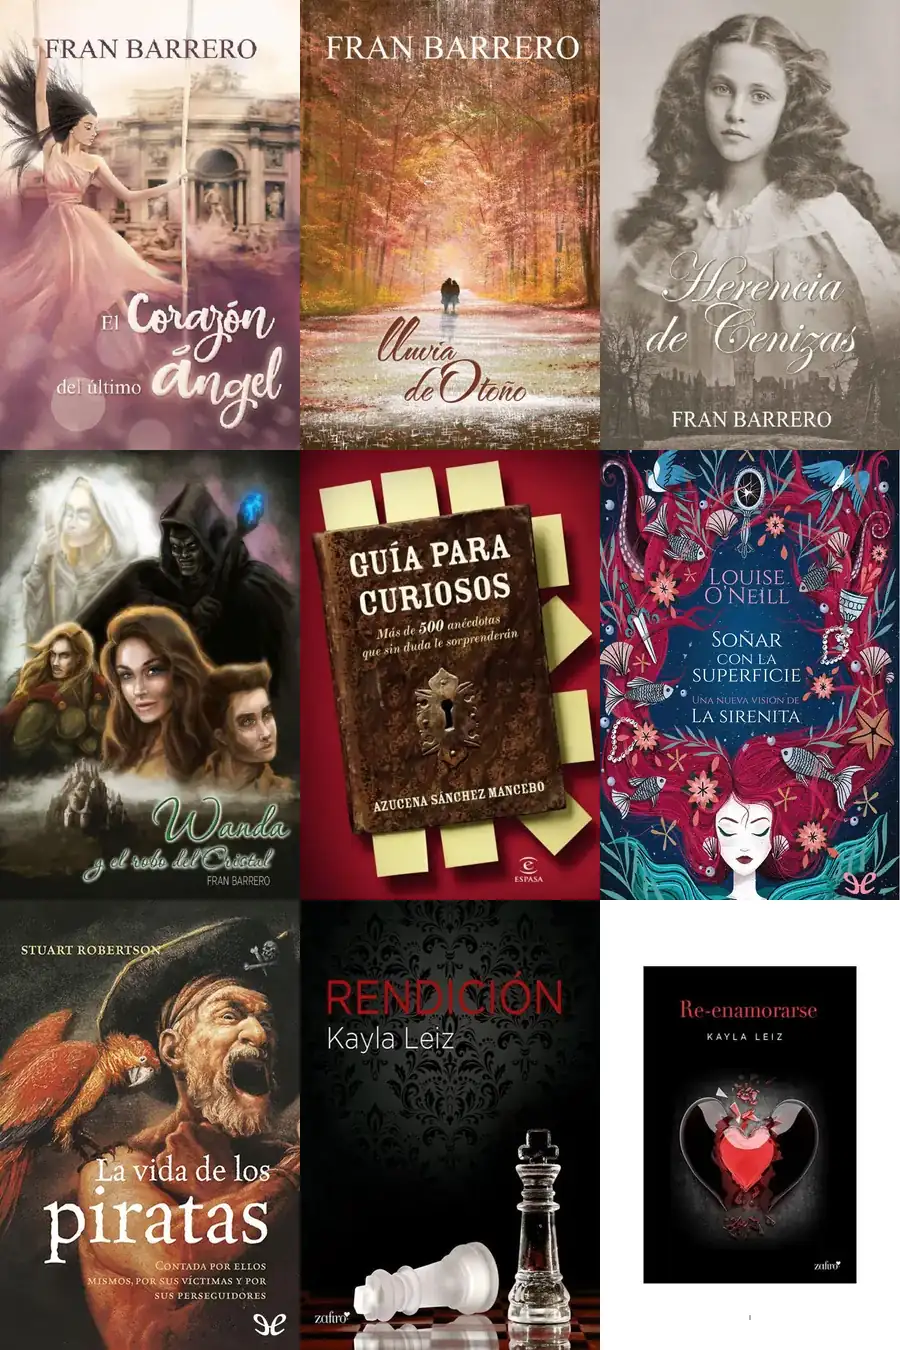 FRAN BARRERO
El Corazón
del último ángel
FRAN BARRERO
lluvia
de Otoño
Herencia
de Cenizas
FRAN BARRERO
Wanda
y el robo del Cristal
FRAN BARRERO
GUÍA PARA
CURIOSOS
Más de 500 anécdotas
que sin duda le sorprenderán
AZUCENA SÁNCHEZ MANCEBO
e
ESPASA
LOUISE
O'NEILL
SOÑAR
CON LA
SUPERFICIE
UNA NUEVA VISIÓN DE
LA SIRENITA
STUART ROBERTSON
La vida de los
piratas
CONTADA POR ELLOS
MISMOS, POR SUS VÍCTIMAS Y POR
SUS PERSEGUIDORES
RENDICIÓN
Kayla Leiz
zafiro
Re-enamorarse
KAYLA LEIZ
zafiro